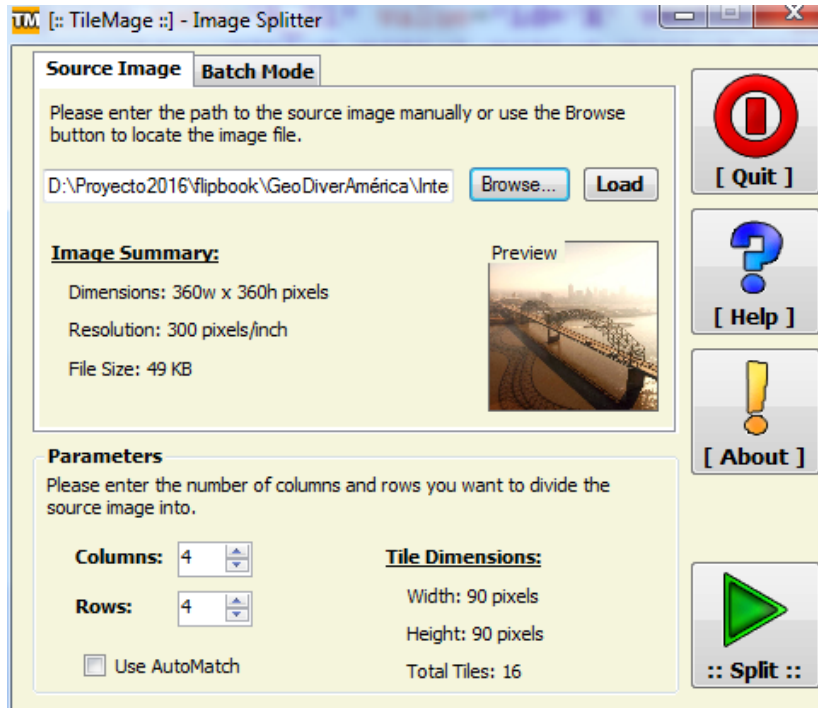 TM [:: TileMage ::] - Image Splitter
Source Image
Batch Mode
Please enter the path to the source image manually or use the Browse
button to locate the image file.
D:\Proyecto2016\flipbook\GeoDiverAmérica\Inte
Browse...
Load
Image Summary:
Dimensions: 360w x 360h pixels
Resolution: 300 pixels/inch
File Size: 49 KB
Preview
[ Quit ]
[ Help ]
[ About ]
Parameters
Please enter the number of columns and rows you want to divide the
source image into.
Columns: 4
Rows: 4
Use AutoMatch
Tile Dimensions:
Width: 90 pixels
Height: 90 pixels
Total Tiles: 16
:: Split ::